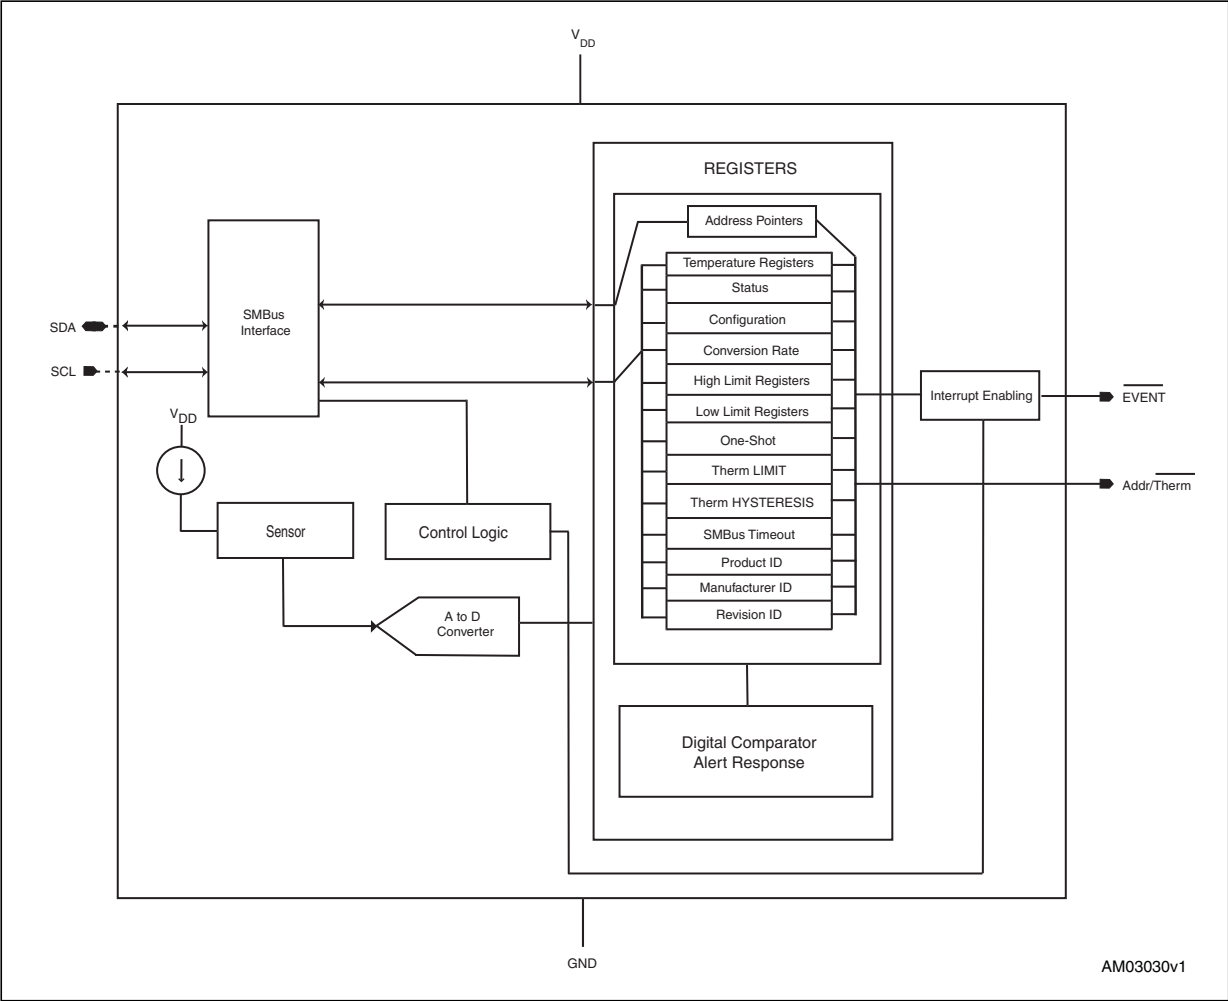 VDD
REGISTERS
Address Pointers
Temperature Registers
Status
Configuration
Conversion Rate
High Limit Registers
Low Limit Registers
One-Shot
Therm LIMIT
Therm HYSTERESIS
SMBus Timeout
Product ID
Manufacturer ID
Revision ID
SMBus
Interface
SDA
SCL
VDD
Sensor
Control Logic
A to D
Converter
Interrupt Enabling
EVENT
Addr/Therm
Digital Comparator
Alert Response
GND
AM03030v1